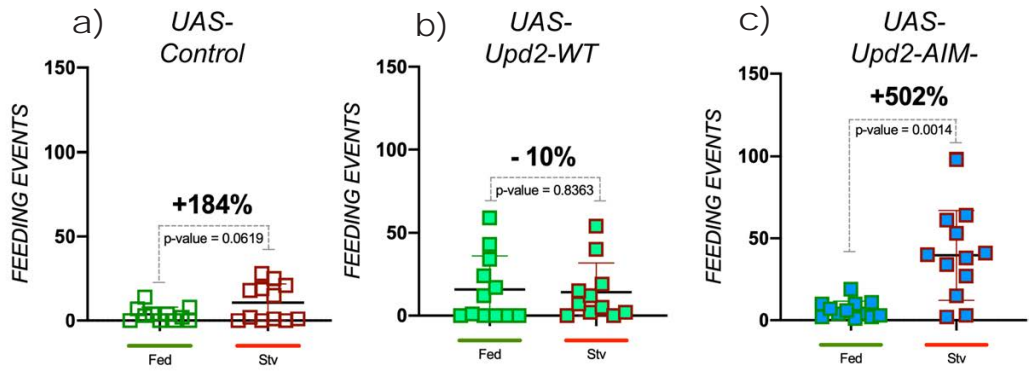 a)
UAS-
Control
150
100
50
0
FEEDING EVENTS
+184%
p-value = 0.0619
Fed
Stv
b)
UAS-
Upd2-WT
150
100
50
0
FEEDING EVENTS
- 10%
p-value = 0.8363
Fed
Stv
c)
UAS-
Upd2-AIM-
150
100
50
0
FEEDING EVENTS
+502%
p-value = 0.0014
Fed
Stv